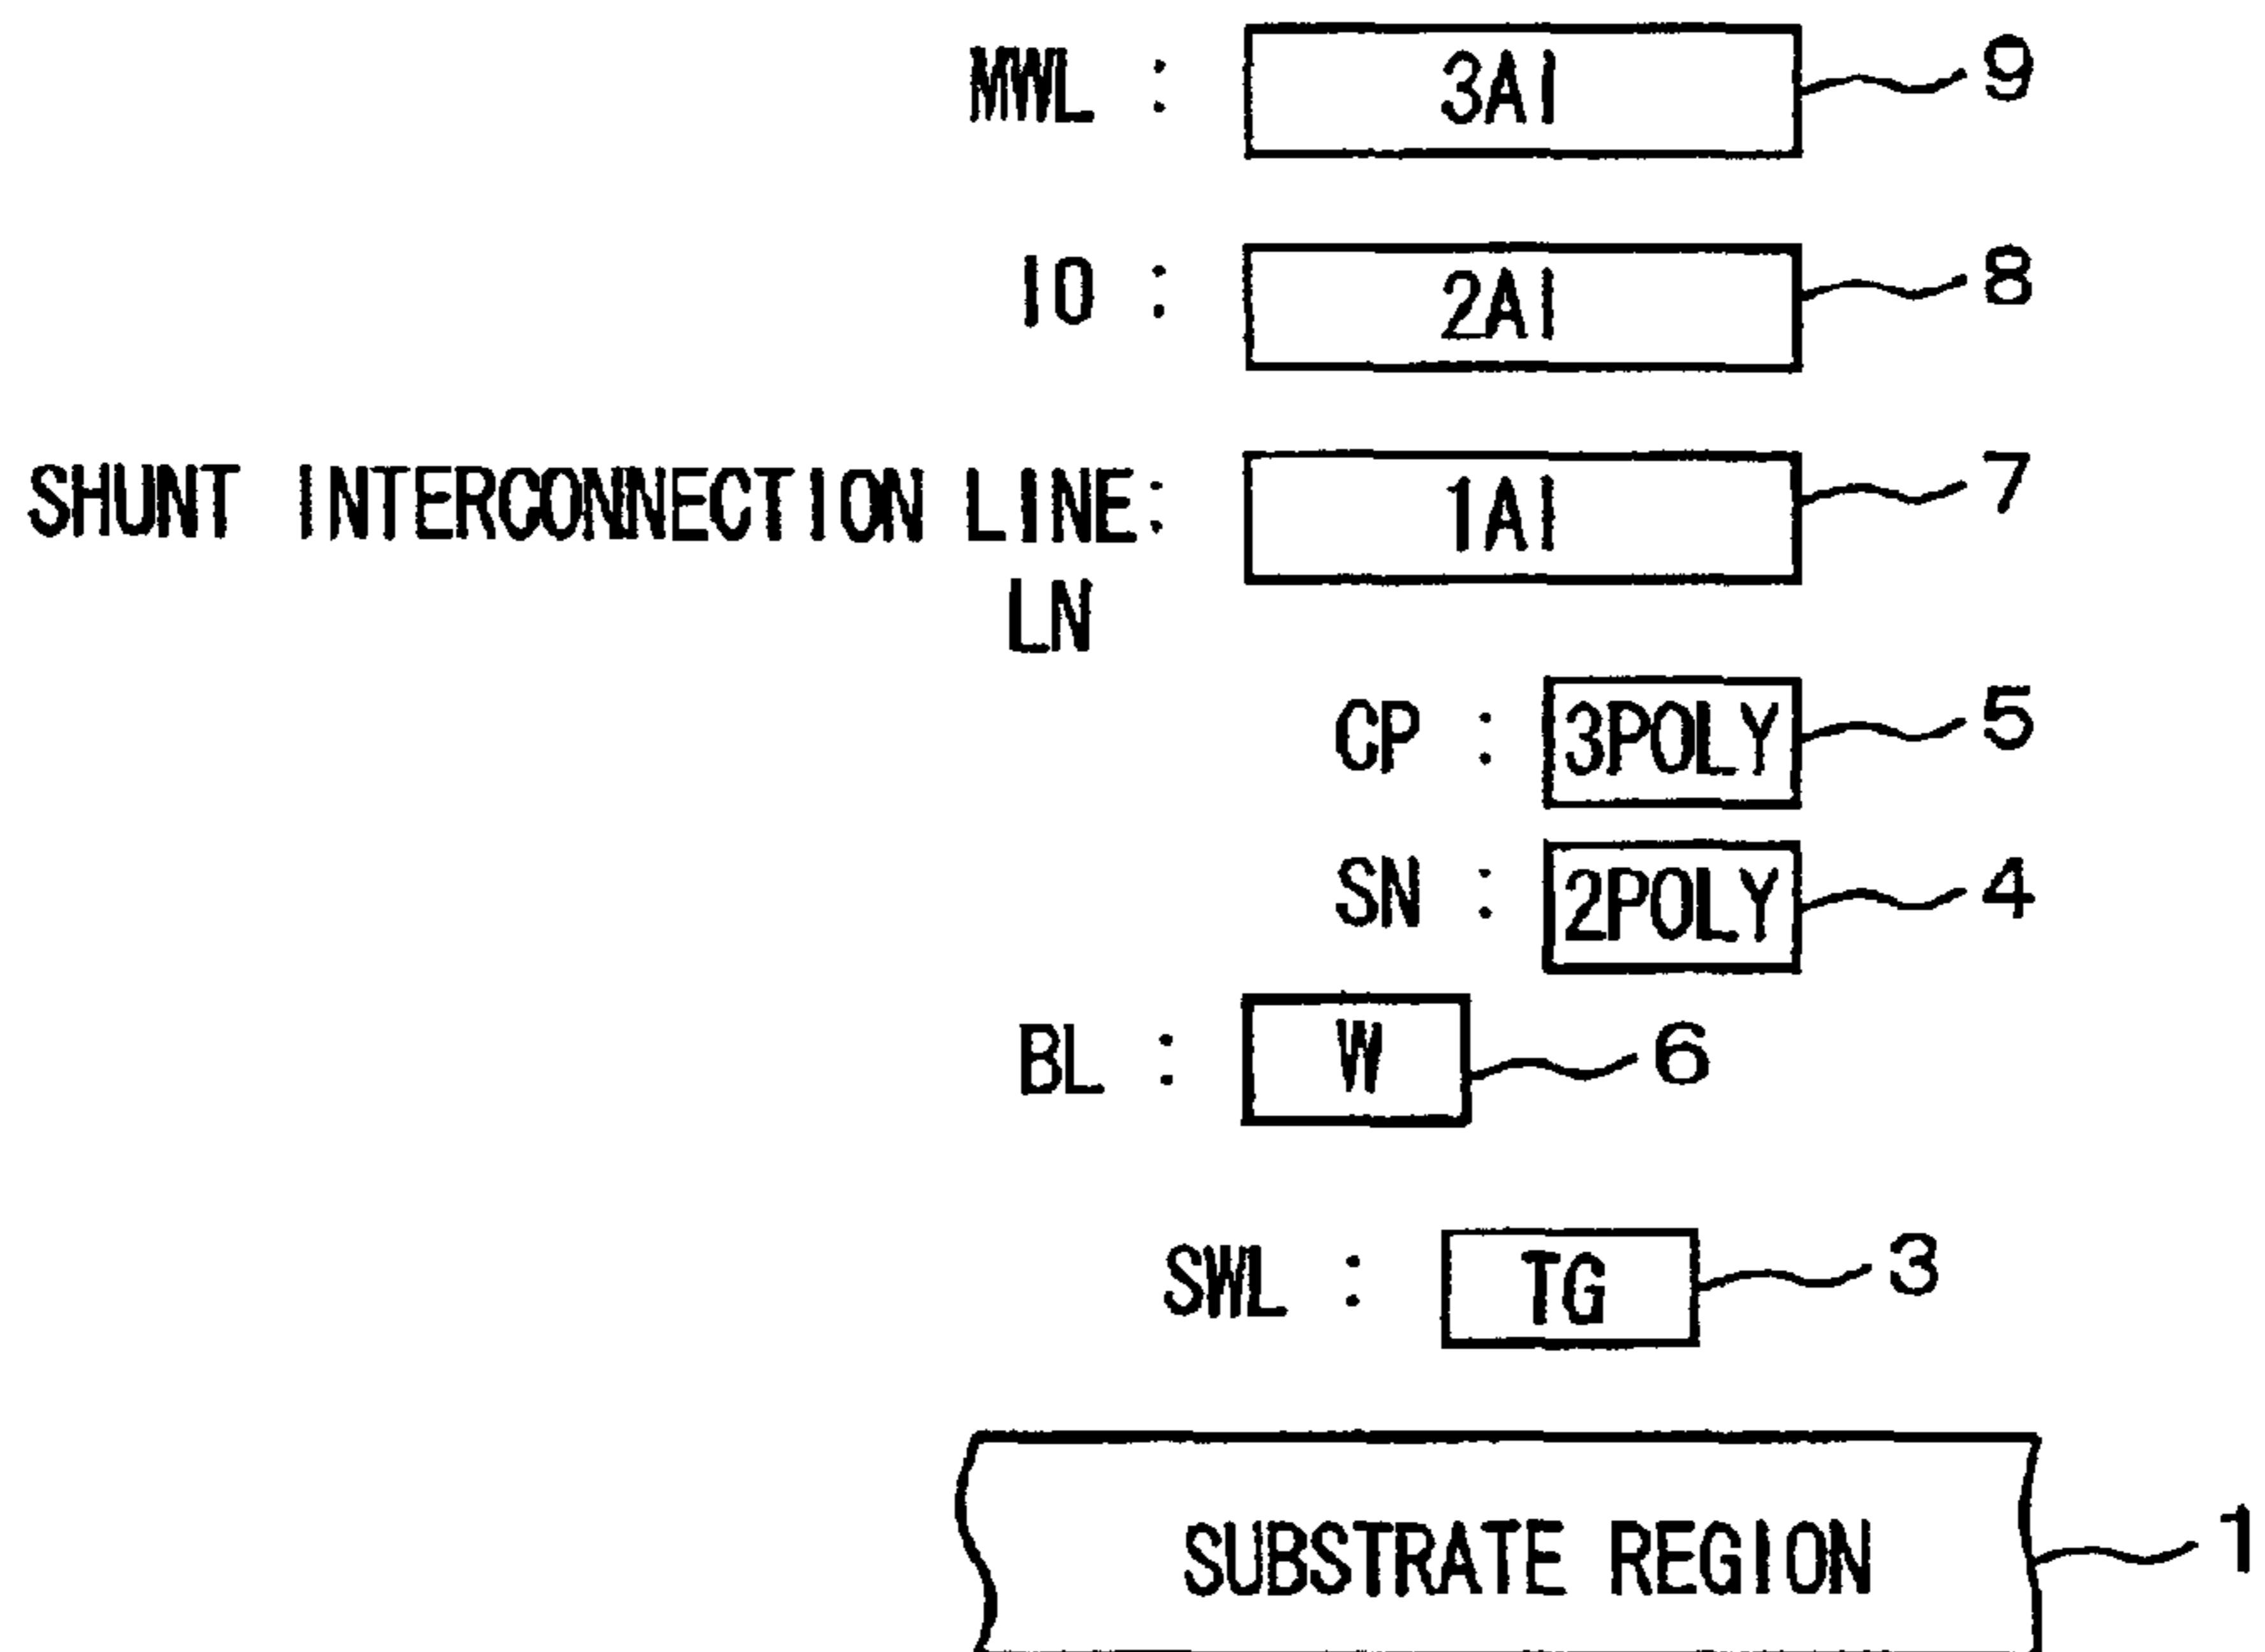 MWL : 3Al 9
IO : 2Al 8
SHUNT INTERCONNECTION LINE: 1Al 7
LN
CP : 3POLY 5
SN : 2POLY 4
BL : W 6
SWL : TG 3
SUBSTRATE REGION 1